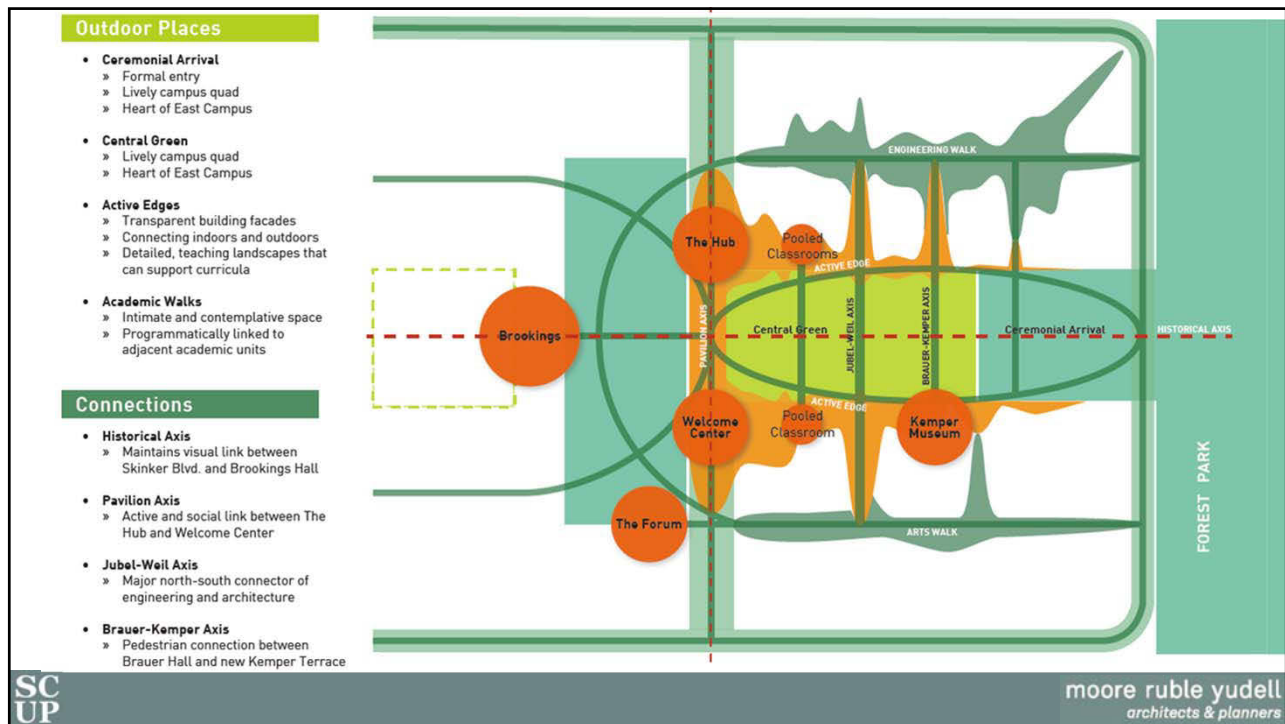 Outdoor Places
• Ceremonial Arrival
» Formal entry
» Lively campus quad
» Heart of East Campus
• Central Green
» Lively campus quad
» Heart of East Campus
• Active Edges
» Transparent building facades
» Connecting indoors and outdoors
» Detailed, teaching landscapes that
can support curricula
• Academic Walks
» Intimate and contemplative space
» Programmatically linked to
adjacent academic units
Connections
• Historical Axis
» Maintains visual link between
Skinker Blvd. and Brookings Hall
• Pavilion Axis
» Active and social link between The
Hub and Welcome Center
• Jubel-Weil Axis
» Major north-south connector of
engineering and architecture
• Brauer-Kemper Axis
» Pedestrian connection between
Brauer Hall and new Kemper Terrace
ENGINEERING WALK
The Hub
Pooled
Classrooms
ACTIVE EDGE
Brookings
PAVILION AXIS
Central Green
JUBEL-WEIL AXIS
BRAUER-KEMPER AXIS
Ceremonial Arrival
HISTORICAL AXIS
ACTIVE EDGE
Welcome
Center
Pooled
Classroom
Kemper
Museum
The Forum
ARTS WALK
FOREST PARK
SC
UP
moore ruble yudell
architects & planners